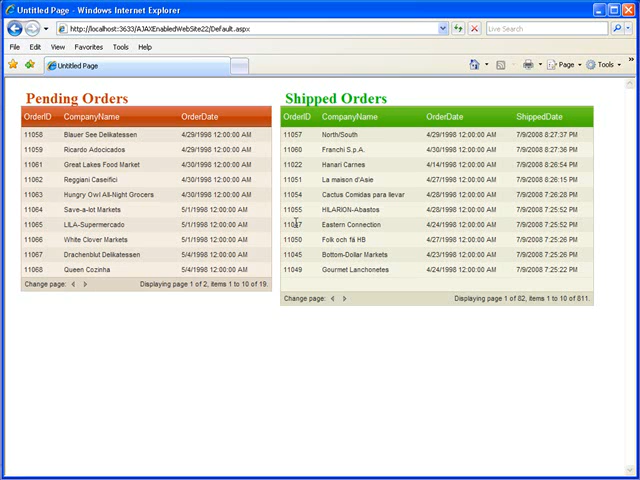 Untitled Page - Windows Internet Explorer
http://localhost:3633/AJAXEnabledWebSite22/Default.aspx
Live Search
File Edit View Favorites Tools Help
Untitled Page
Page
Tools
Pending Orders
OrderID CompanyName OrderDate
11058 Blauer See Delikatessen 4/29/1998 12:00:00 AM
11059 Ricardo Adocicados 4/29/1998 12:00:00 AM
11061 Great Lakes Food Market 4/30/1998 12:00:00 AM
11062 Reggiani Caseifici 4/30/1998 12:00:00 AM
11063 Hungry Owl All-Night Grocers 4/30/1998 12:00:00 AM
11064 Save-a-lot Markets 5/1/1998 12:00:00 AM
11065 LILA-Supermercado 5/1/1998 12:00:00 AM
11066 White Clover Markets 5/1/1998 12:00:00 AM
11067 Drachenblut Delikatessen 5/4/1998 12:00:00 AM
11068 Queen Cozinha 5/4/1998 12:00:00 AM
Change page: Displaying page 1 of 2, items 1 to 10 of 19.
Shipped Orders
OrderID CompanyName OrderDate ShippedDate
11057 North/South 4/29/1998 12:00:00 AM 7/9/2008 8:27:37 PM
11060 Franchi S.p.A. 4/30/1998 12:00:00 AM 7/9/2008 8:27:36 PM
11022 Hanari Carnes 4/14/1998 12:00:00 AM 7/9/2008 8:26:54 PM
11051 La maison d'Asie 4/27/1998 12:00:00 AM 7/9/2008 8:26:15 PM
11054 Cactus Comidas para llevar 4/28/1998 12:00:00 AM 7/9/2008 7:26:28 PM
11055 HILARION-Abastos 4/28/1998 12:00:00 AM 7/9/2008 7:25:52 PM
Eastern Connection 4/24/1998 12:00:00 AM 7/9/2008 7:25:52 PM
11050 Folk och fä HB 4/27/1998 12:00:00 AM 7/9/2008 7:25:52 PM
11045 Bottom-Dollar Markets 4/23/1998 12:00:00 AM 7/9/2008 7:25:26 PM
11049 Gourmet Lanchonetes 4/24/1998 12:00:00 AM 7/9/2008 7:25:22 PM
Change page: Displaying page 1 of 82, items 1 to 10 of 811.